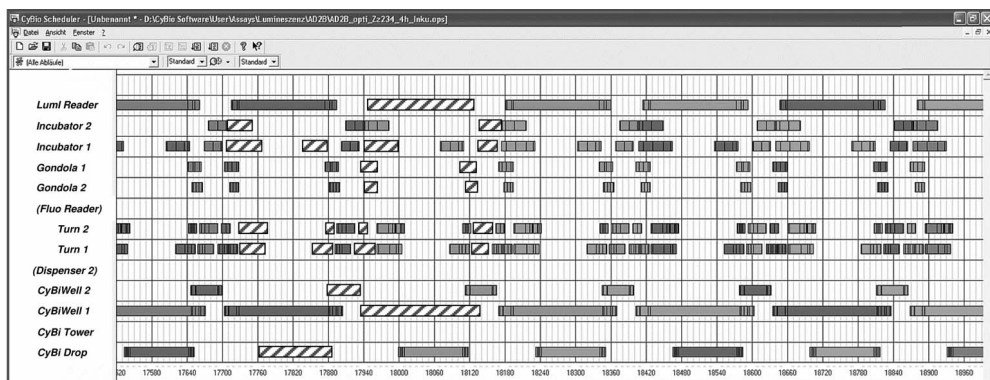 CyBio Scheduler - [Unbenannt * - D:\CyBio Software\User\Assays\Lumineszenz\AD2B\AD2B_opti_Zz234_4h_Inku.cps]
Datei Ansicht Fenster ?
(Alle Abläufe) Standard Standard
Lumi Reader
Incubator 2
Incubator 1
Gondola 1
Gondola 2
(Fluo Reader)
Turn 2
Turn 1
(Dispenser 2)
CyBiWell 2
CyBiWell 1
CyBi Tower
CyBi Drop
520 17580 17640 17700 17760 17820 17880 17940 18000 18060 18120 18180 18240 18300 18360 18420 18480 18540 18600 18660 18720 18780 18840 18900 18960